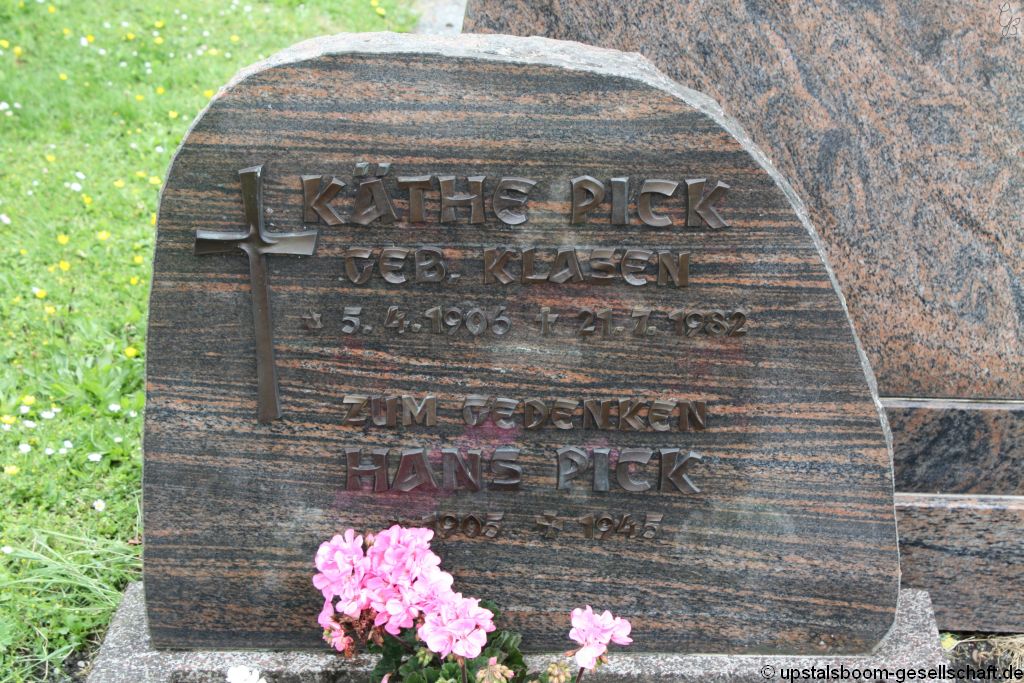 KÄTHE PICK
GEB. KLASEN
* 5. 4. 1906 † 21. 7. 1982
ZUM GEDENKEN
HANS PICK
* 1905 † 1945
© upstalsboom-gesellschaft.de